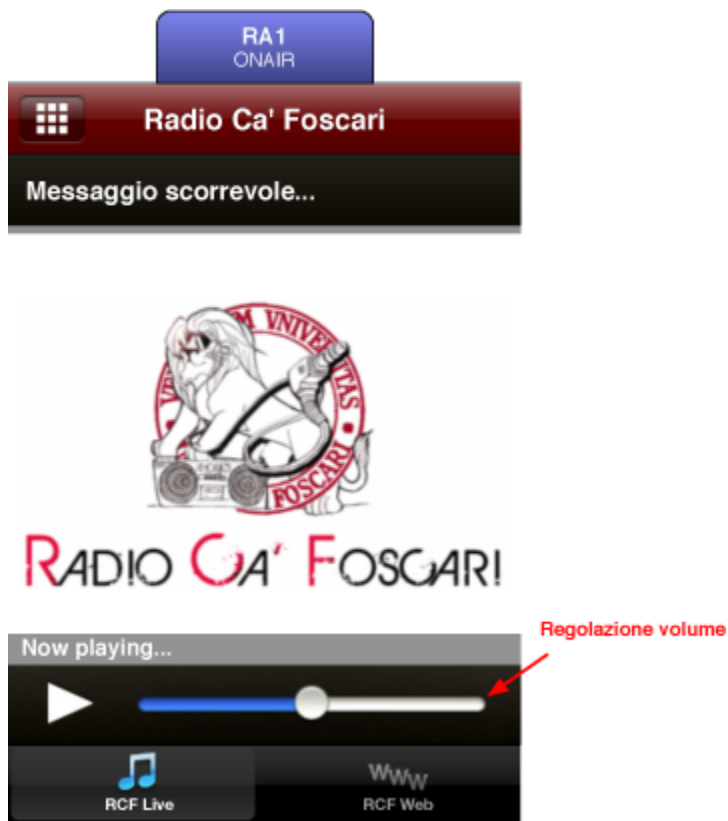 RA1
ONAIR
Radio Ca' Foscari
Messaggio scorrevole...
FOSCARI
RADIO CA' FOSCARI
Regolazione volume
Now playing...
WWW
RCF Live
RCF Web